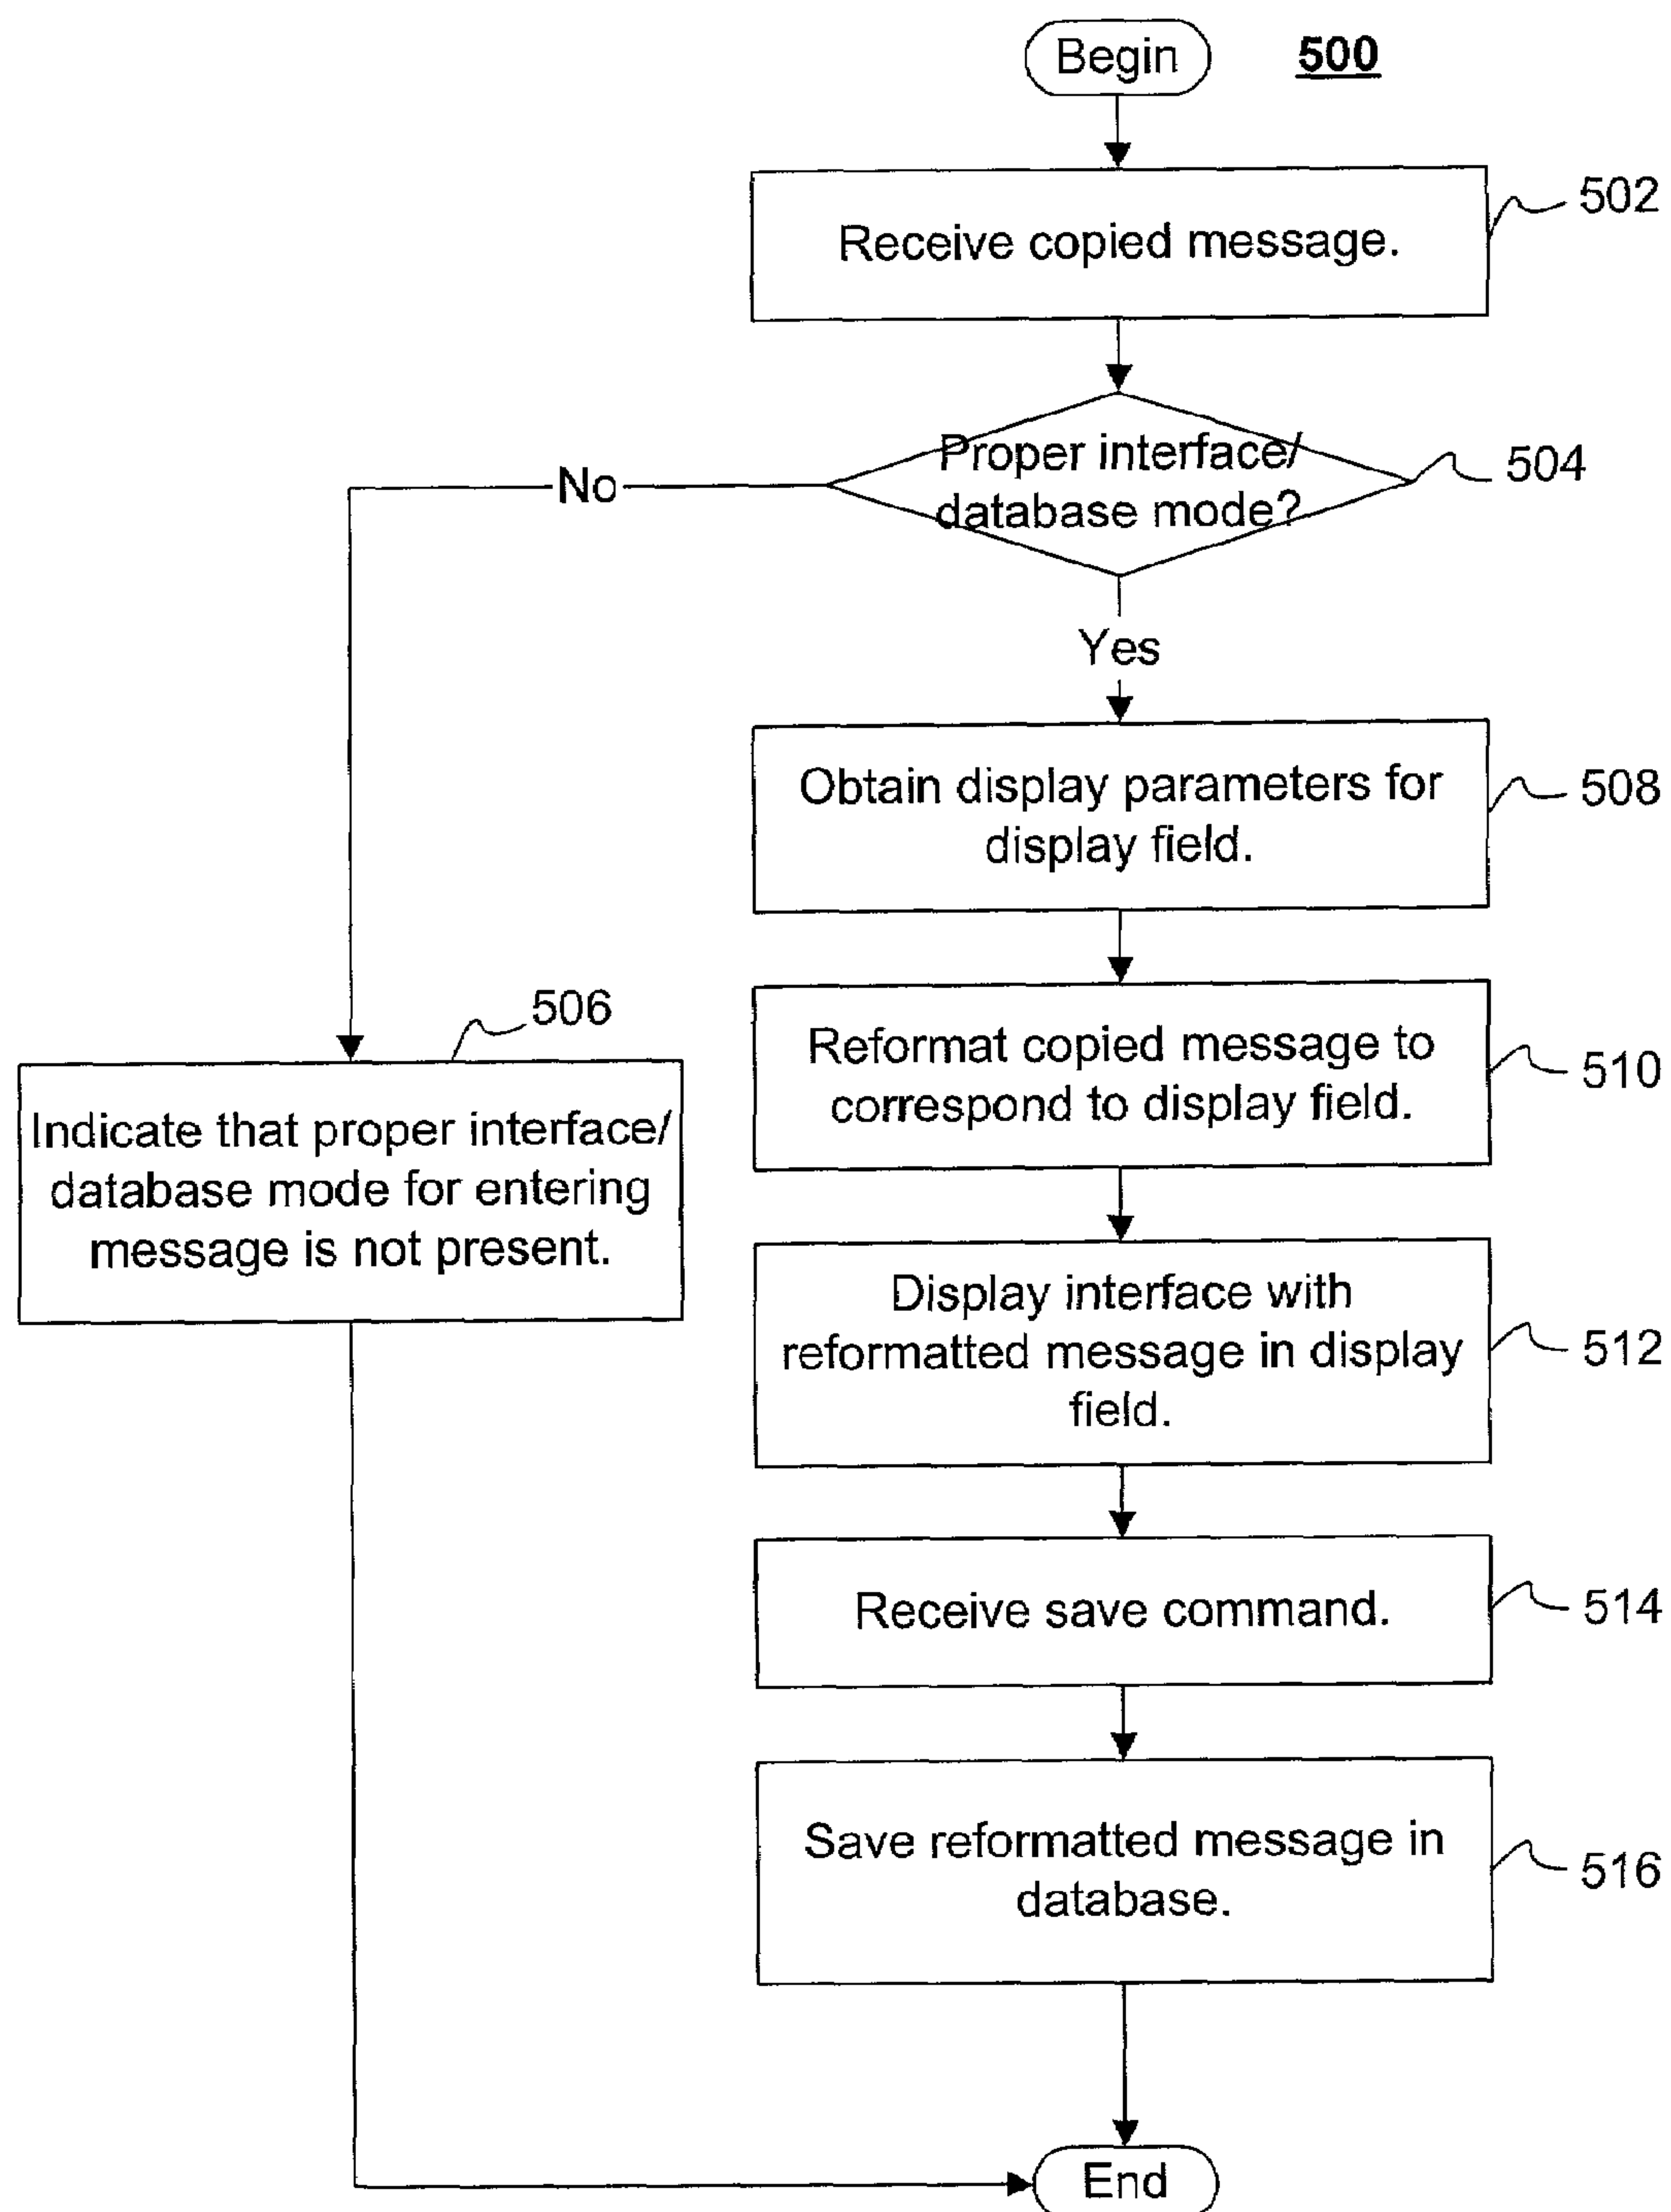 Begin
500
Receive copied message.
502
Proper interface/
database mode?
504
No
Yes
Obtain display parameters for
display field.
508
Reformat copied message to
correspond to display field.
510
506
Indicate that proper interface/
database mode for entering
message is not present.
Display interface with
reformatted message in display
field.
512
Receive save command.
514
Save reformatted message in
database.
516
End